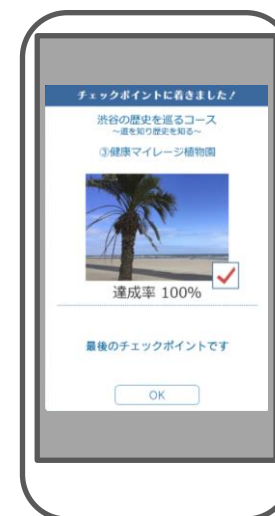 チェックポイントに着きました！
渋谷の歴史を巡るコース
～道を知り歴史を知る～
③健康マイレージ植物園
達成率 100%
最後のチェックポイントです
OK